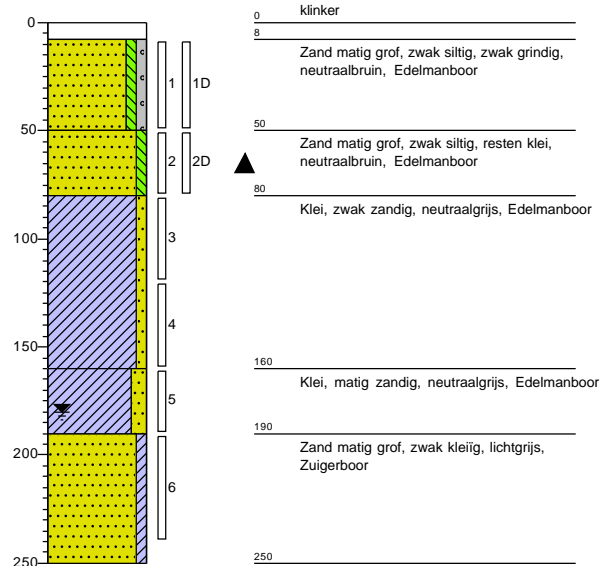 0
50
100
150
200
250
1
1D
2
2D
3
4
5
6
0
klinker
8
Zand matig grof, zwak siltig, zwak grindig,
neutraalbruin, Edelmanboor
50
Zand matig grof, zwak siltig, resten klei,
neutraalbruin, Edelmanboor
80
Klei, zwak zandig, neutraalgrijs, Edelmanboor
160
Klei, matig zandig, neutraalgrijs, Edelmanboor
190
Zand matig grof, zwak kleiïg, lichtgrijs,
Zuigerboor
250